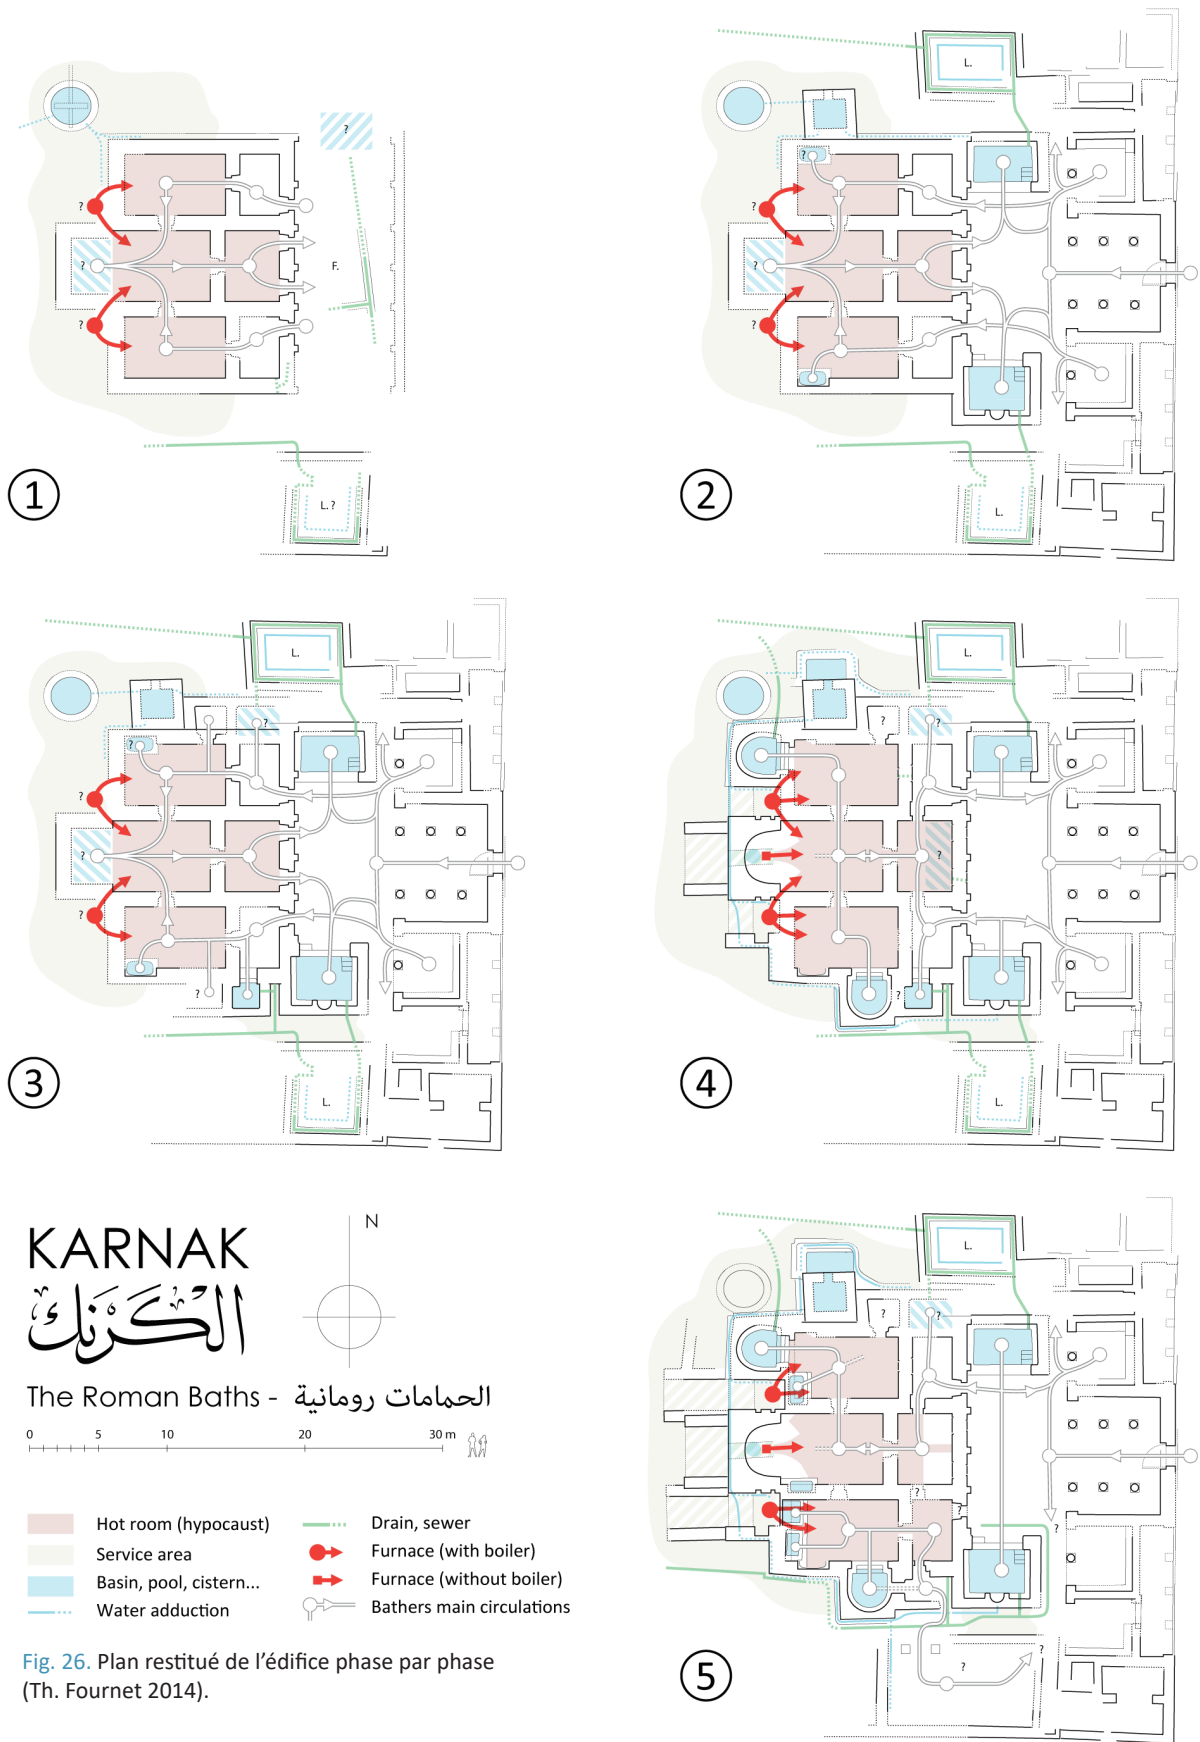 ?
L.
?
?
?
?
F.
?
?
?
1
L. ?
2
L.
L.
?
?
?
?
?
3
L.
L.
?
?
?
?
4
L.
KARNAK
الكرنك
N
The Roman Baths - الحمامات رومانية
0 5 10 20 30 m
Hot room (hypocaust)
Service area
Basin, pool, cistern...
Water adduction
Drain, sewer
Furnace (with boiler)
Furnace (without boiler)
Bathers main circulations
Fig. 26. Plan restitué de l’édifice phase par phase
(Th. Fournet 2014).
L.
?
?
?
?
?
?
?
5